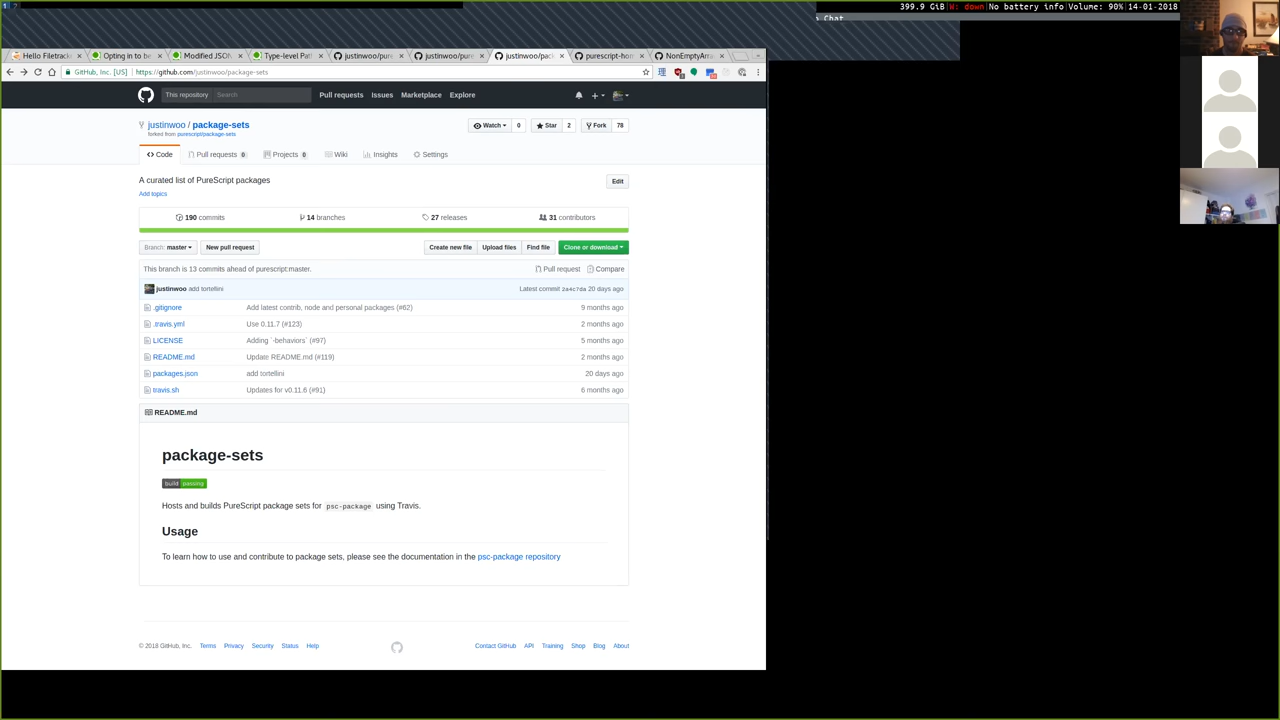 1 2
399.9 GiB|W: down|No battery info|Volume: 90%|14-01-2018
Chat
Hello Filetrack
Opting in to be
Modified JSON
Type-level Pat
justinwoo/pure
justinwoo/pure
justinwoo/pack
purescript-hom
NonEmptyArra
GitHub, Inc. [US] | https://github.com/justinwoo/package-sets
This repository Search Pull requests Issues Marketplace Explore
justinwoo / package-sets
forked from purescript/package-sets
Watch 0 Star 2 Fork 78
Code Pull requests 0 Projects 0 Wiki Insights Settings
A curated list of PureScript packages
Edit
Add topics
190 commits 14 branches 27 releases 31 contributors
Branch: master New pull request Create new file Upload files Find file Clone or download
This branch is 13 commits ahead of purescript:master. Pull request Compare
justinwoo add tortellini Latest commit 2a4c7da 20 days ago
.gitignore Add latest contrib, node and personal packages (#62) 9 months ago
.travis.yml Use 0.11.7 (#123) 2 months ago
LICENSE Adding `-behaviors` (#97) 5 months ago
README.md Update README.md (#119) 2 months ago
packages.json add tortellini 20 days ago
travis.sh Updates for v0.11.6 (#91) 6 months ago
README.md
package-sets
build passing
Hosts and builds PureScript package sets for psc-package using Travis.
Usage
To learn how to use and contribute to package sets, please see the documentation in the psc-package repository
© 2018 GitHub, Inc. Terms Privacy Security Status Help Contact GitHub API Training Shop Blog About